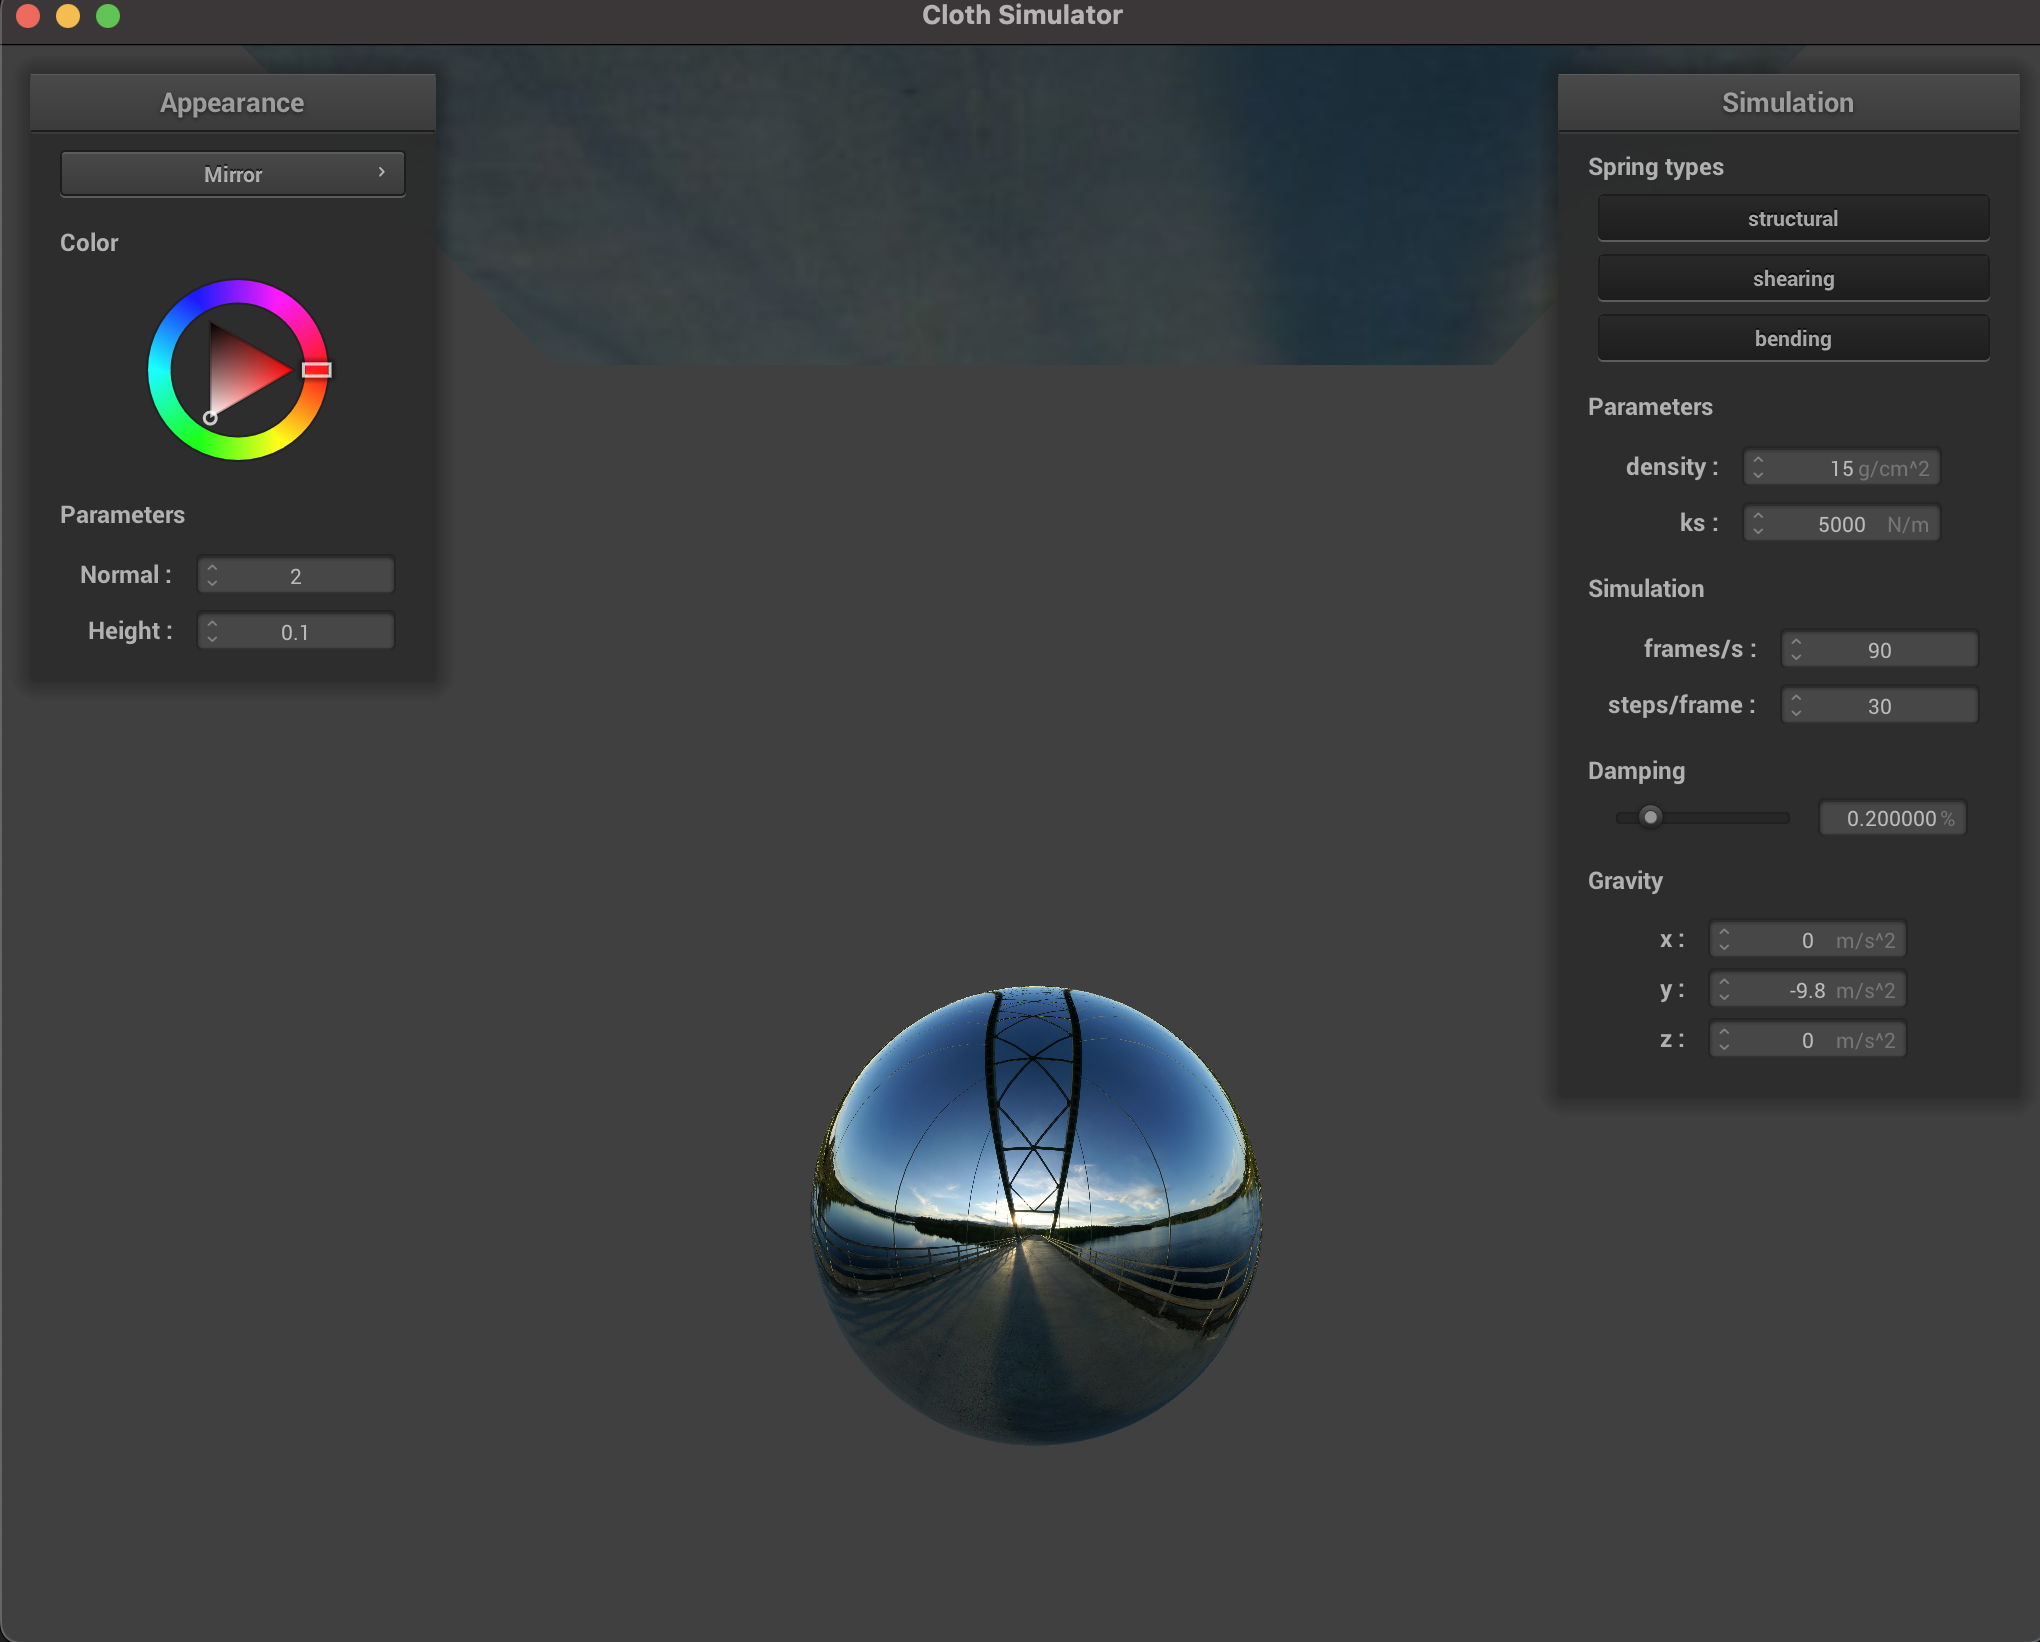 Cloth Simulator
Appearance
Mirror
Color
Parameters
Normal : 2
Height : 0.1
Simulation
Spring types
structural
shearing
bending
Parameters
density : 15 g/cm^2
ks : 5000 N/m
Simulation
frames/s : 90
steps/frame : 30
Damping
0.200000 %
Gravity
x : 0 m/s^2
y : -9.8 m/s^2
z : 0 m/s^2